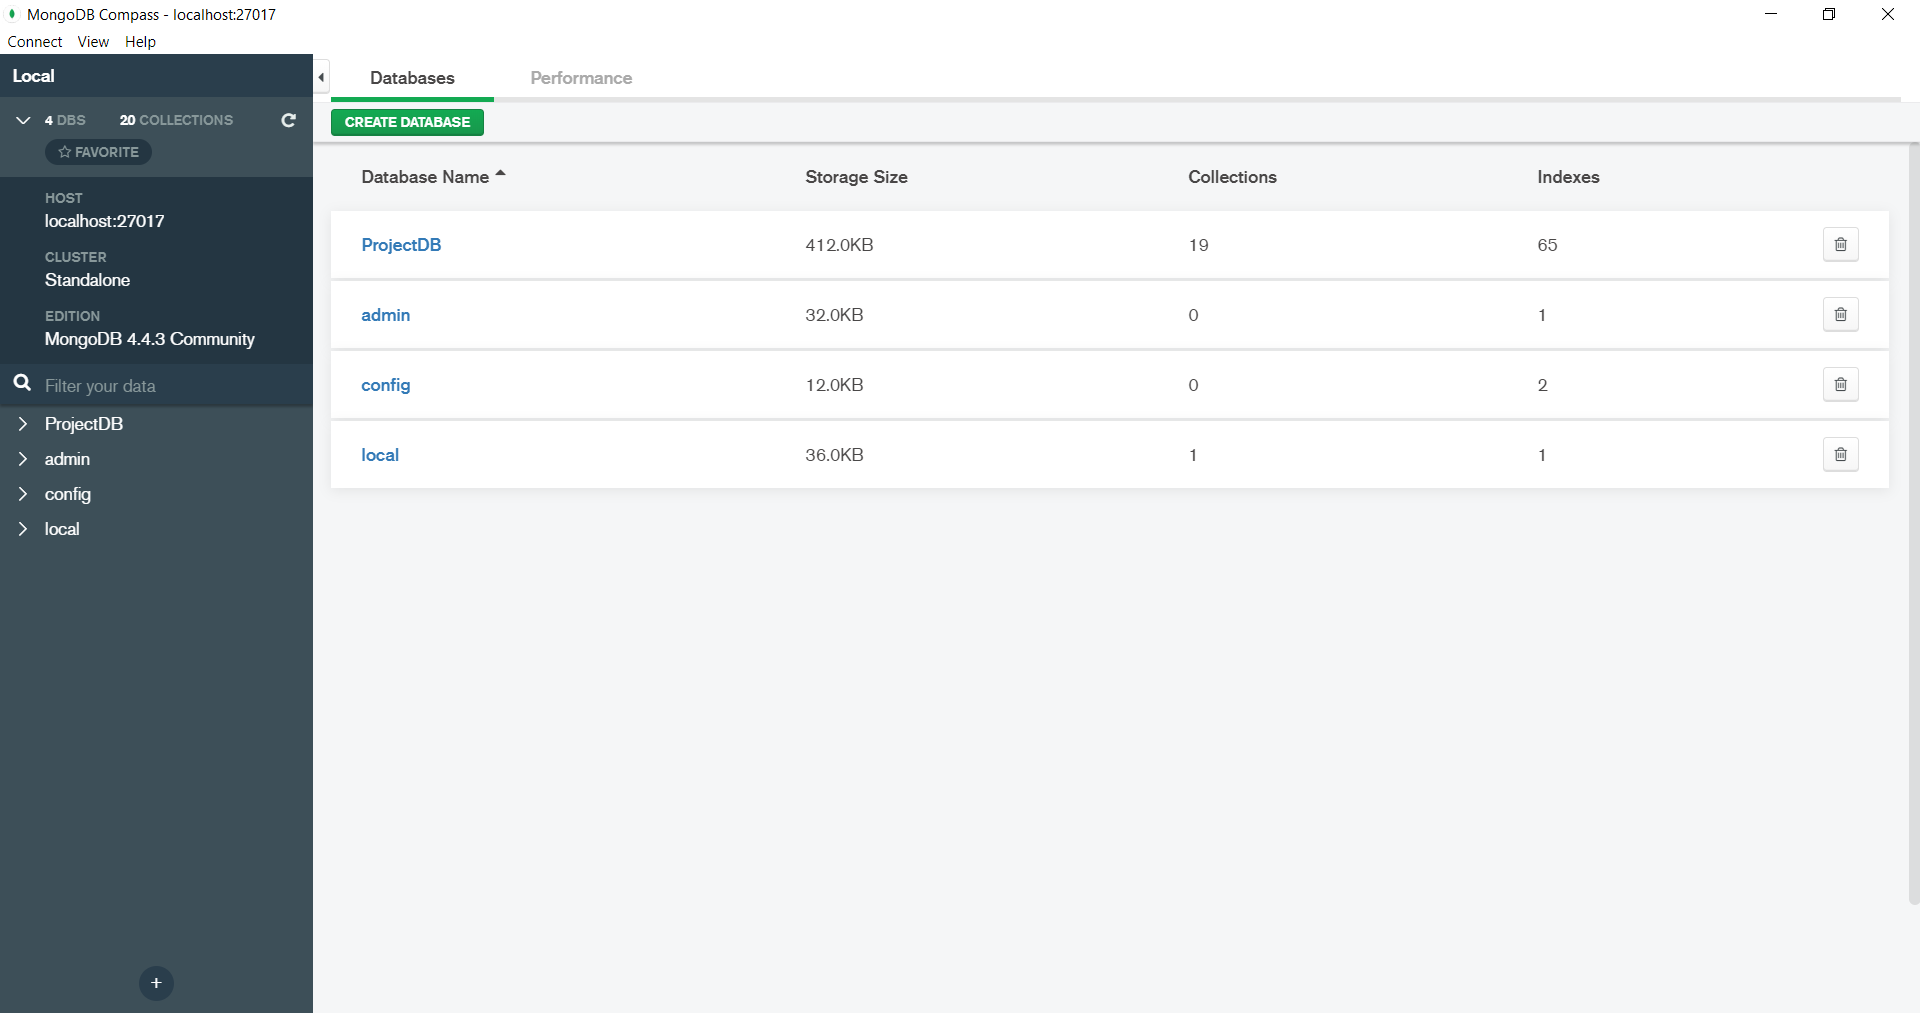 MongoDB Compass - localhost:27017
Connect View Help
Local
4 DBS 20 COLLECTIONS
FAVORITE
HOST
localhost:27017
CLUSTER
Standalone
EDITION
MongoDB 4.4.3 Community
Filter your data
ProjectDB
admin
config
local
+
Databases Performance
CREATE DATABASE
Database Name Storage Size Collections Indexes
ProjectDB 412.0KB 19 65
admin 32.0KB 0 1
config 12.0KB 0 2
local 36.0KB 1 1